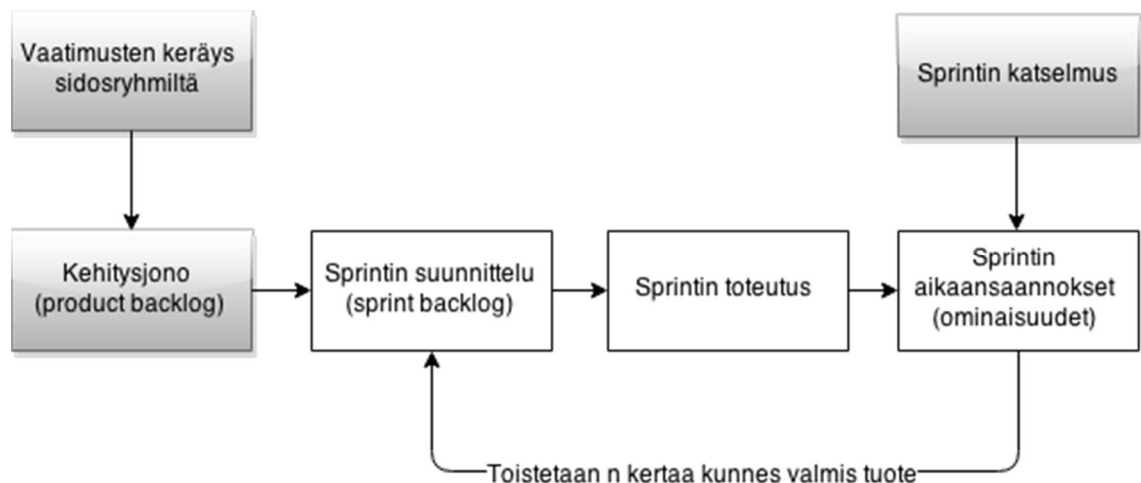 Vaatimusten keräys
sidosryhmiltä
Sprintin katselmus
Kehitysjono
(product backlog)
Sprintin suunnittelu
(sprint backlog)
Sprintin toteutus
Sprintin
aikaansaannokset
(ominaisuudet)
Toistetaan n kertaa kunnes valmis tuote